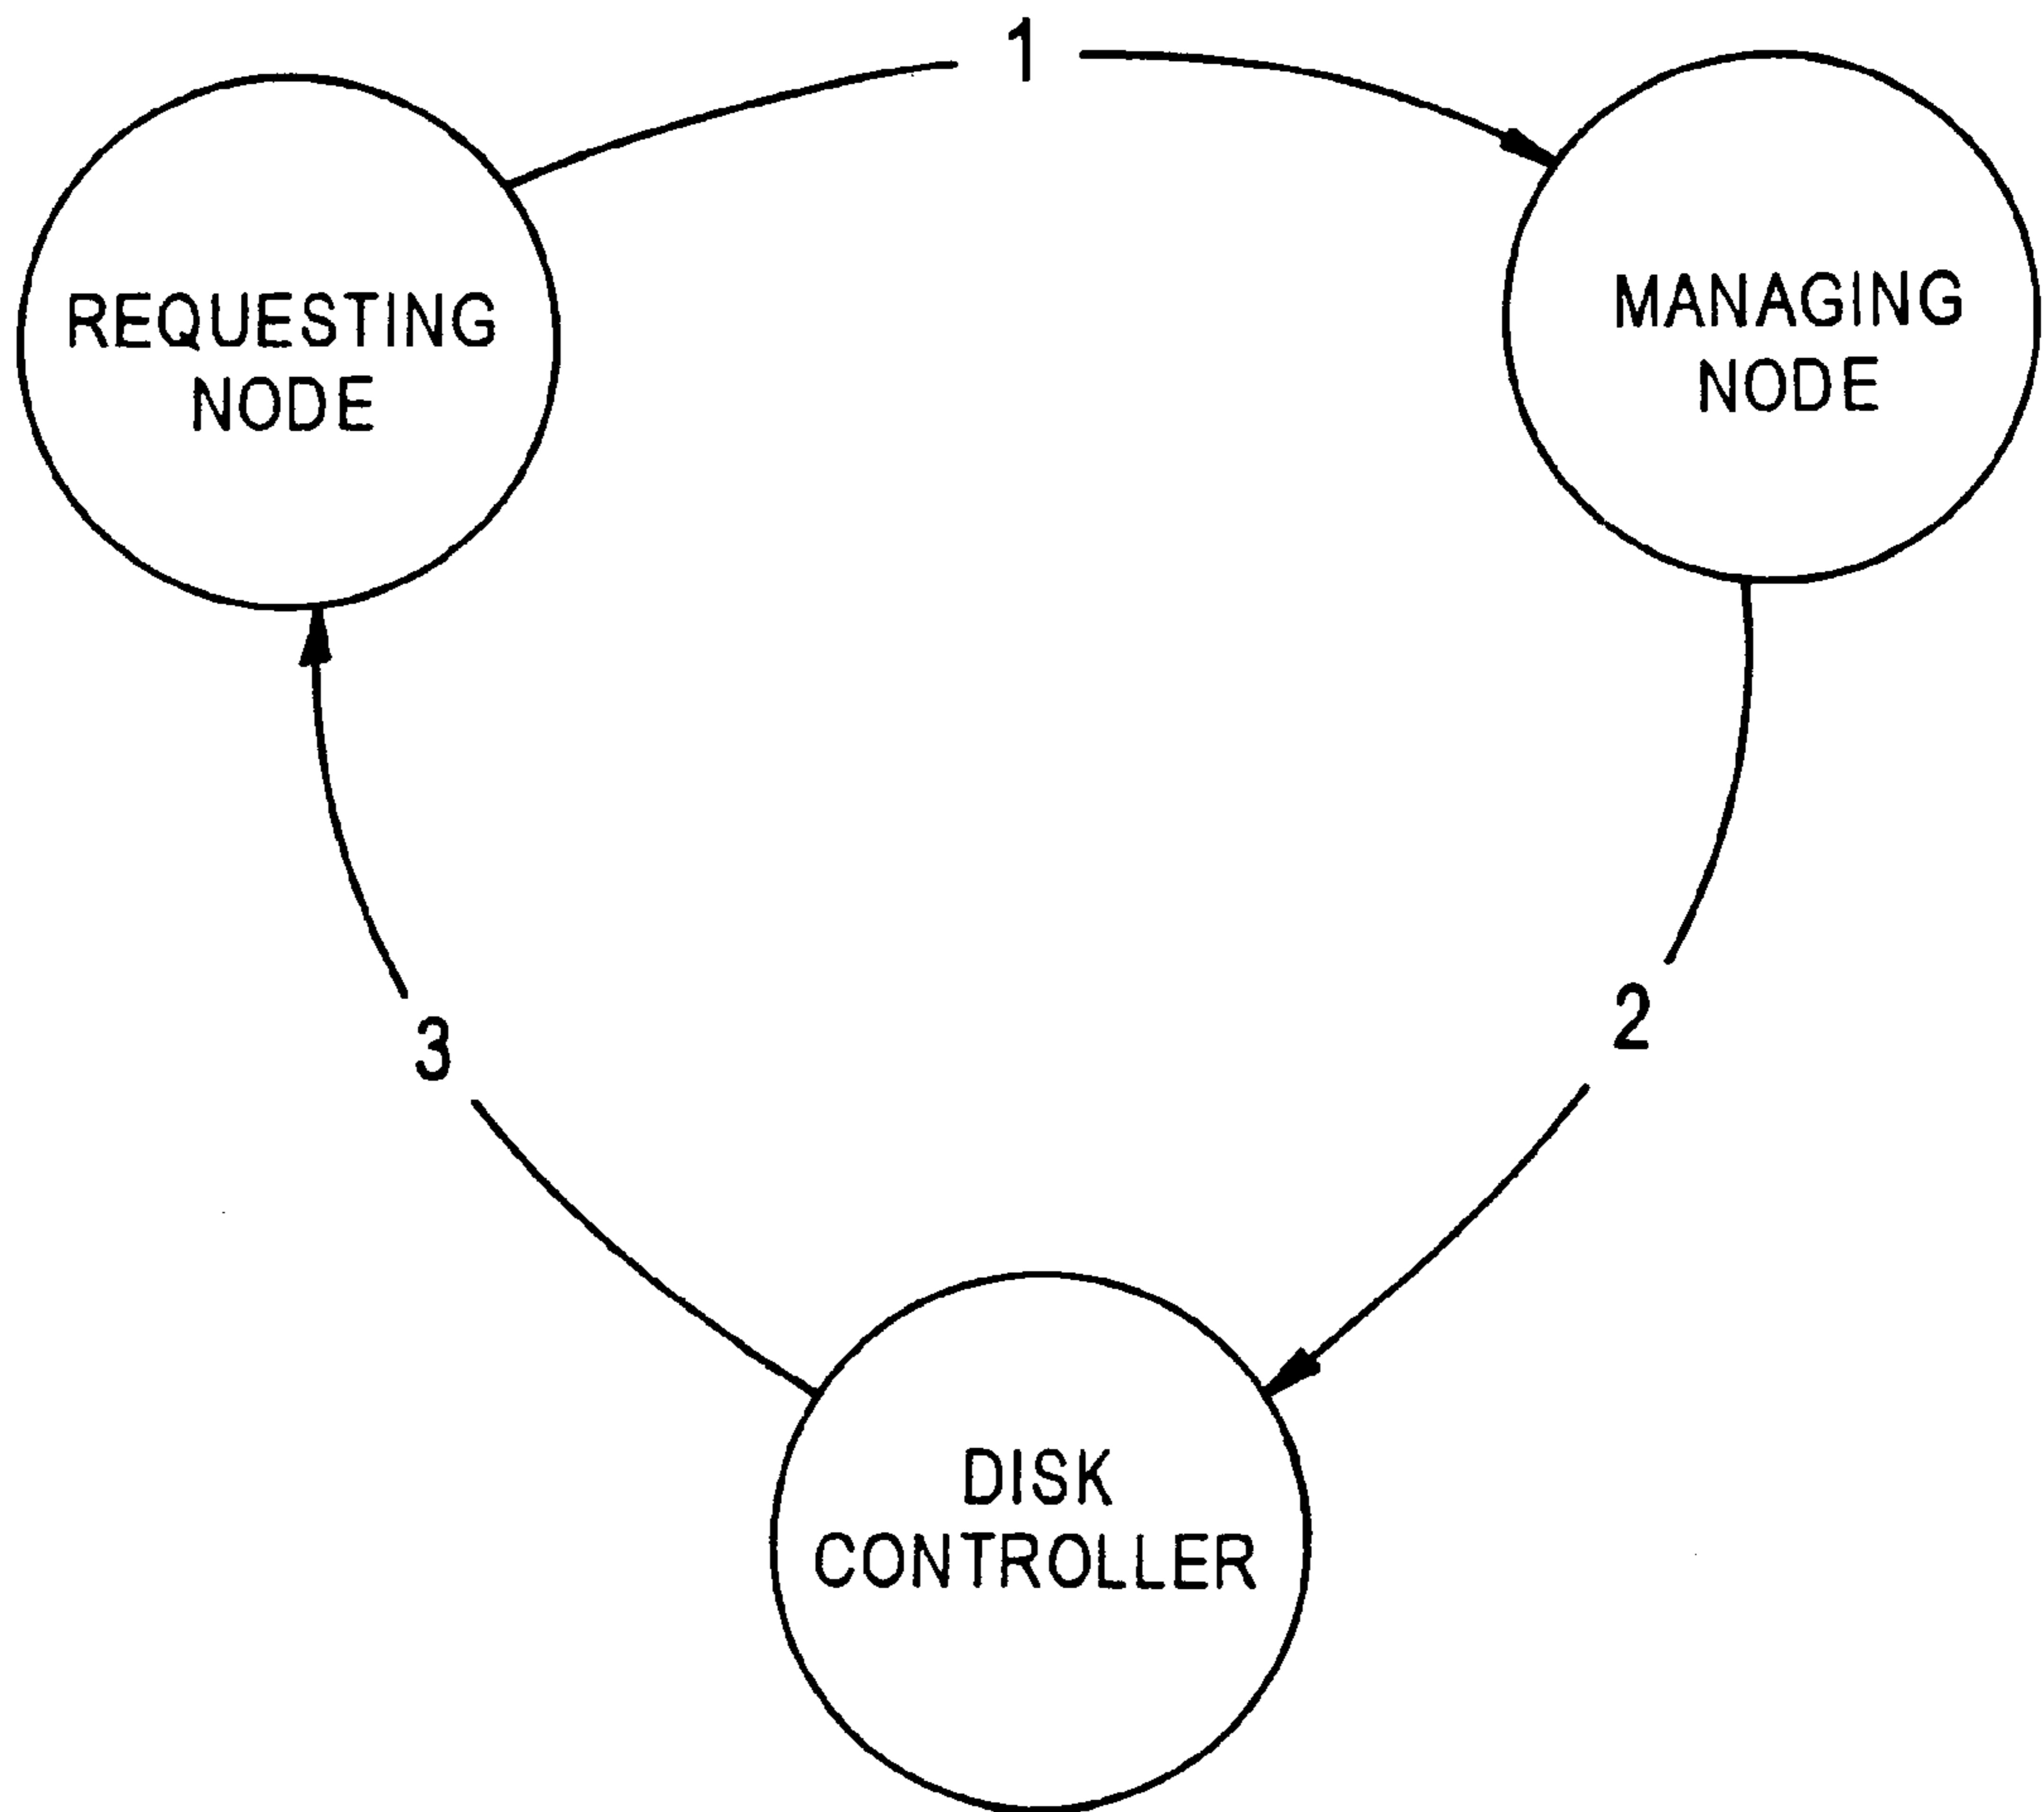 1
REQUESTING
NODE
MANAGING
NODE
3
2
DISK
CONTROLLER